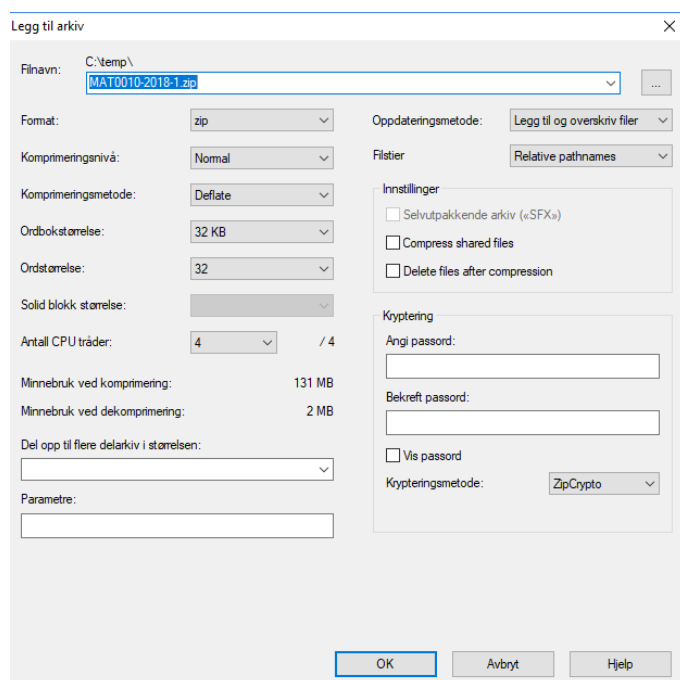 Legg til arkiv
Filnavn:
C:\temp\
MAT0010-2018-1.zip
...
Format:
zip
Komprimeringsnivå:
Normal
Komprimeringsmetode:
Deflate
Ordbokstørrelse:
32 KB
Ordstørrelse:
32
Solid blokk størrelse:
Antall CPU tråder:
4
/ 4
Minnebruk ved komprimering:
131 MB
Minnebruk ved dekomprimering:
2 MB
Del opp til flere delarkiv i størrelsen:
Parametre:
Oppdateringsmetode:
Legg til og overskriv filer
Filstier
Relative pathnames
Innstillinger
Selvutpakkende arkiv («SFX»)
Compress shared files
Delete files after compression
Kryptering
Angi passord:
Bekreft passord:
Vis passord
Krypteringsmetode:
ZipCrypto
OK
Avbryt
Hjelp